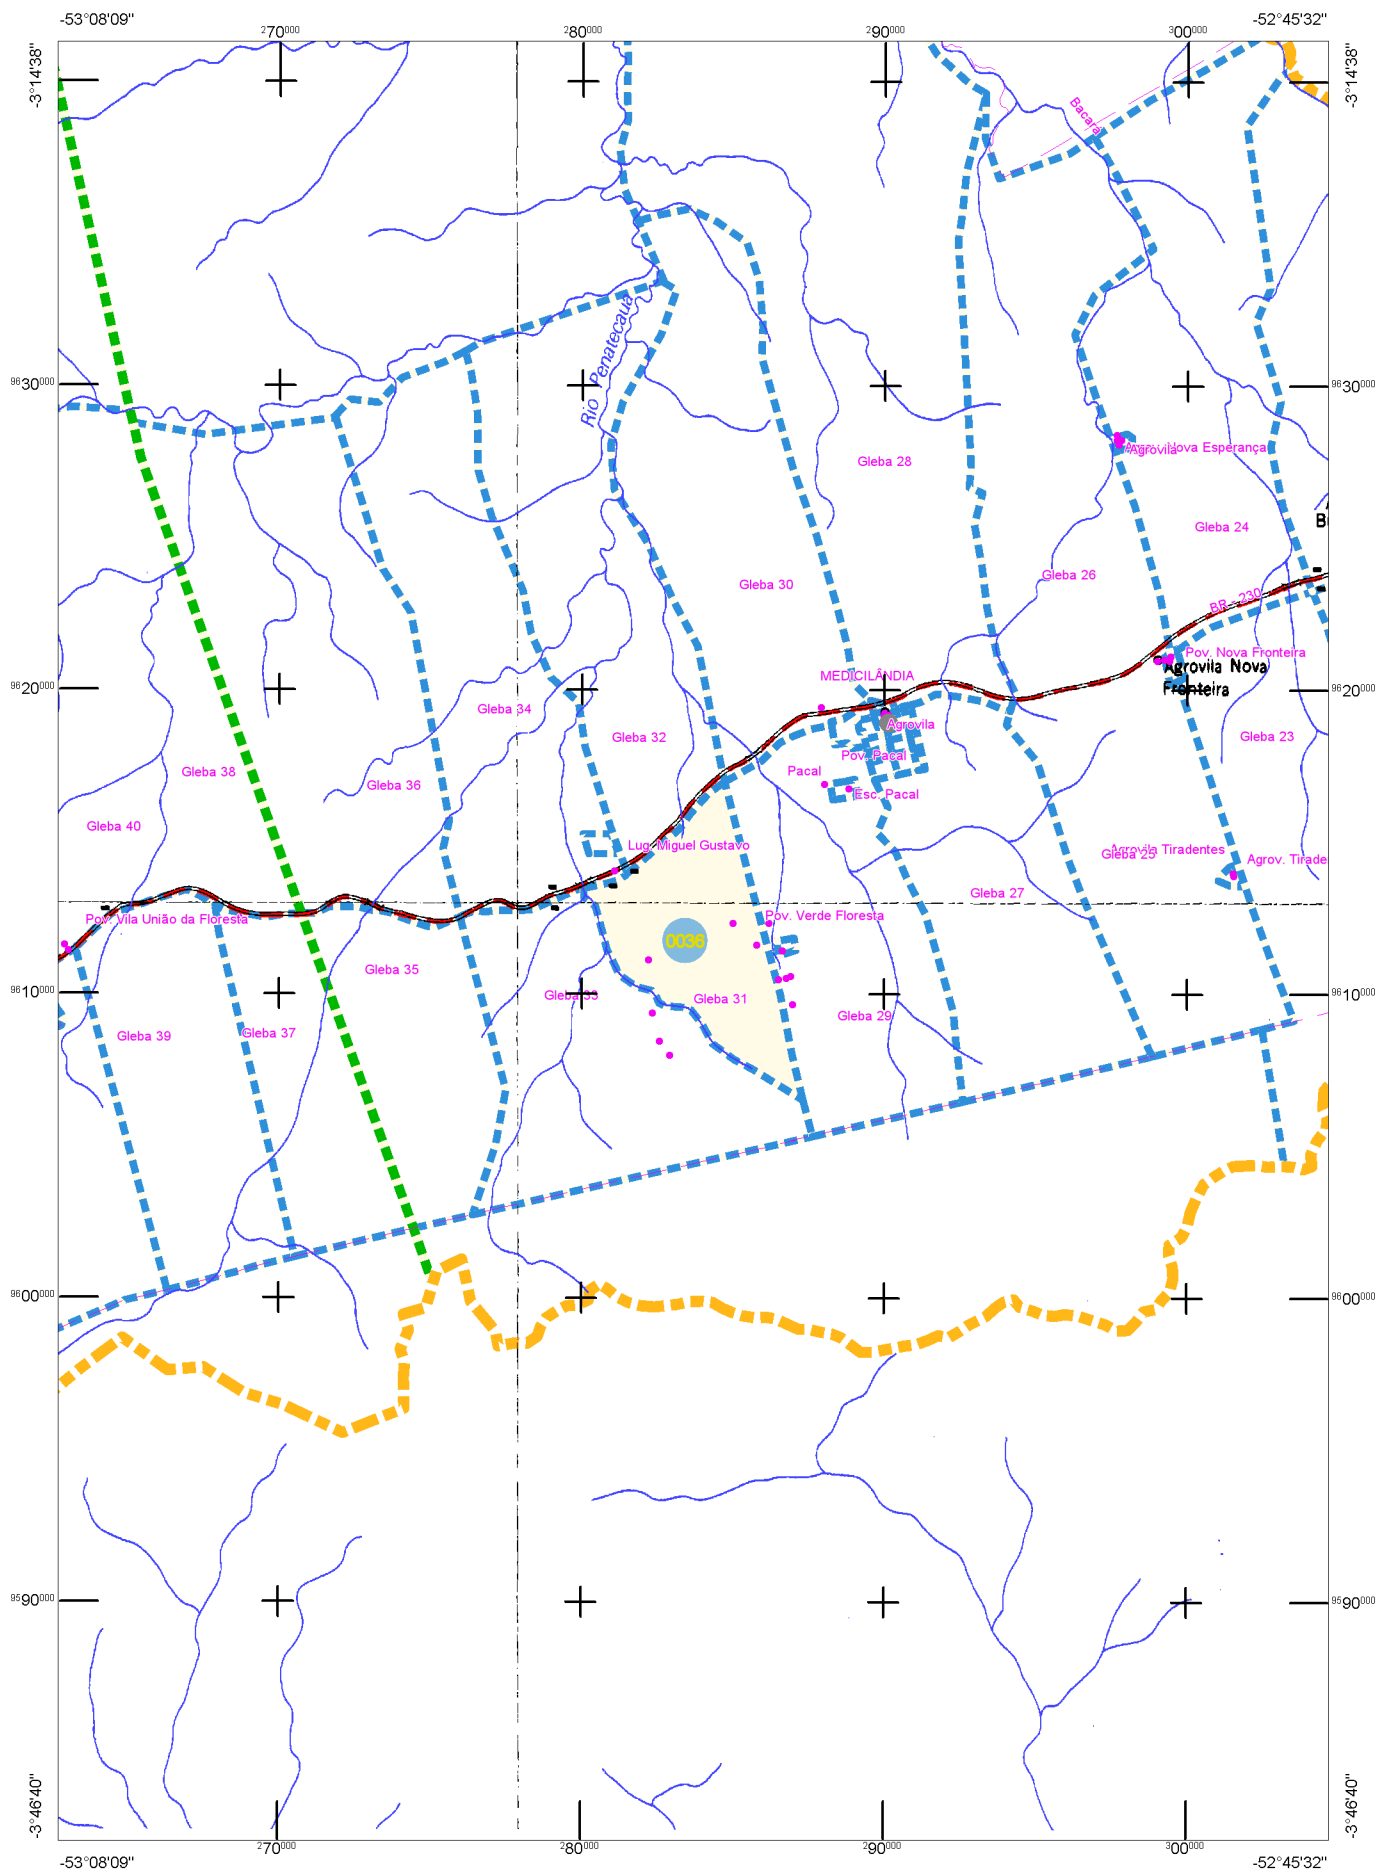 -53°08'09"
-52°45'32"
270000
280000
290000
300000
-3°14'38"
-3°14'38"
Bacará
Rio Penatecaua
9630000
9630000
Agrov. Nova Esperança
Agrovila
Gleba 28
Gleba 24
B
Gleba 30
Gleba 26
BR - 230
Pov. Nova Fronteira
Agrovila Nova
Fronteira
MEDICILÂNDIA
9620000
9620000
Gleba 34
Gleba 32
Agrovila
Gleba 23
Pov. Pacal
Gleba 38
Pacal
Gleba 36
Esc. Pacal
Gleba 40
Lug. Miguel Gustavo
Agrovila Tiradentes
Gleba 25
Agrov. Tirade
Gleba 27
Pov. Vila União da Floresta
Pov. Verde Floresta
0036
Gleba 35
9610000
9610000
Gleba 33
Gleba 31
Gleba 29
Gleba 39
Gleba 37
9600000
9600000
9590000
9590000
-3°46'40"
-3°46'40"
270000
280000
290000
300000
-53°08'09"
-52°45'32"